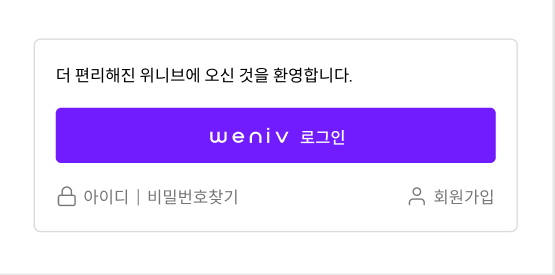 더 편리해진 위니브에 오신 것을 환영합니다.
weniv 로그인
아이디 | 비밀번호찾기 회원가입